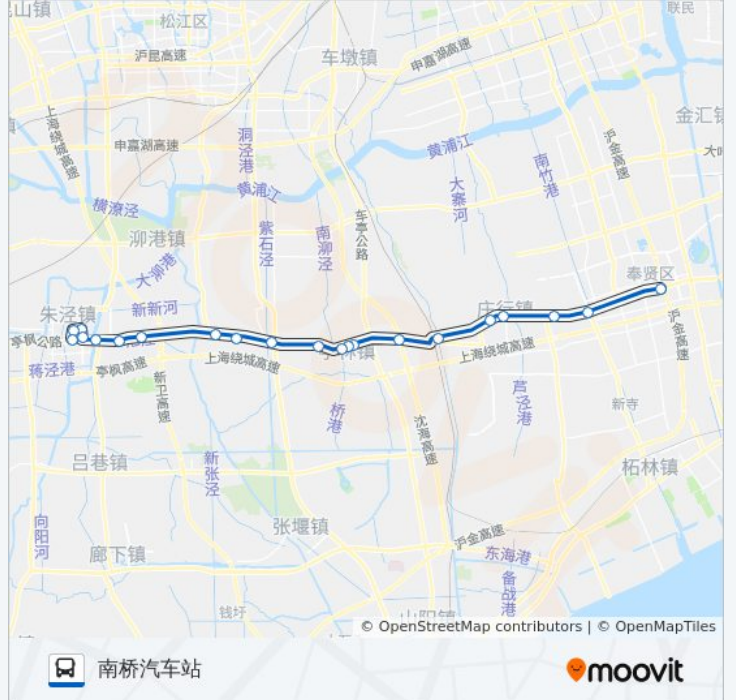 山镇
松江区
联民
沪昆高速
车墩镇
申嘉湖高速
上海绕城高速
金汇镇
申嘉湖高速
洞泾港
黄浦江
沪金高速
南竹港
大寨河
横潦泾
黄浦江
车亭公路
泖港镇
紫石泾
南泖泾
大泖港
奉贤区
朱泾镇
新新河
庄行镇
沪金高速
亭枫公路
林镇
上海绕城高速
蒋泾港
亭枫高速
上海绕城高速
新卫高速
芦泾港
新寺
桥港
沈海高速
吕巷镇
新张泾
柘林镇
向阳河
张堰镇
沪金高速
廊下镇
东海港
备战港
钱圩
山阳镇
© OpenStreetMap contributors | © OpenMapTiles
南桥汽车站
moovit